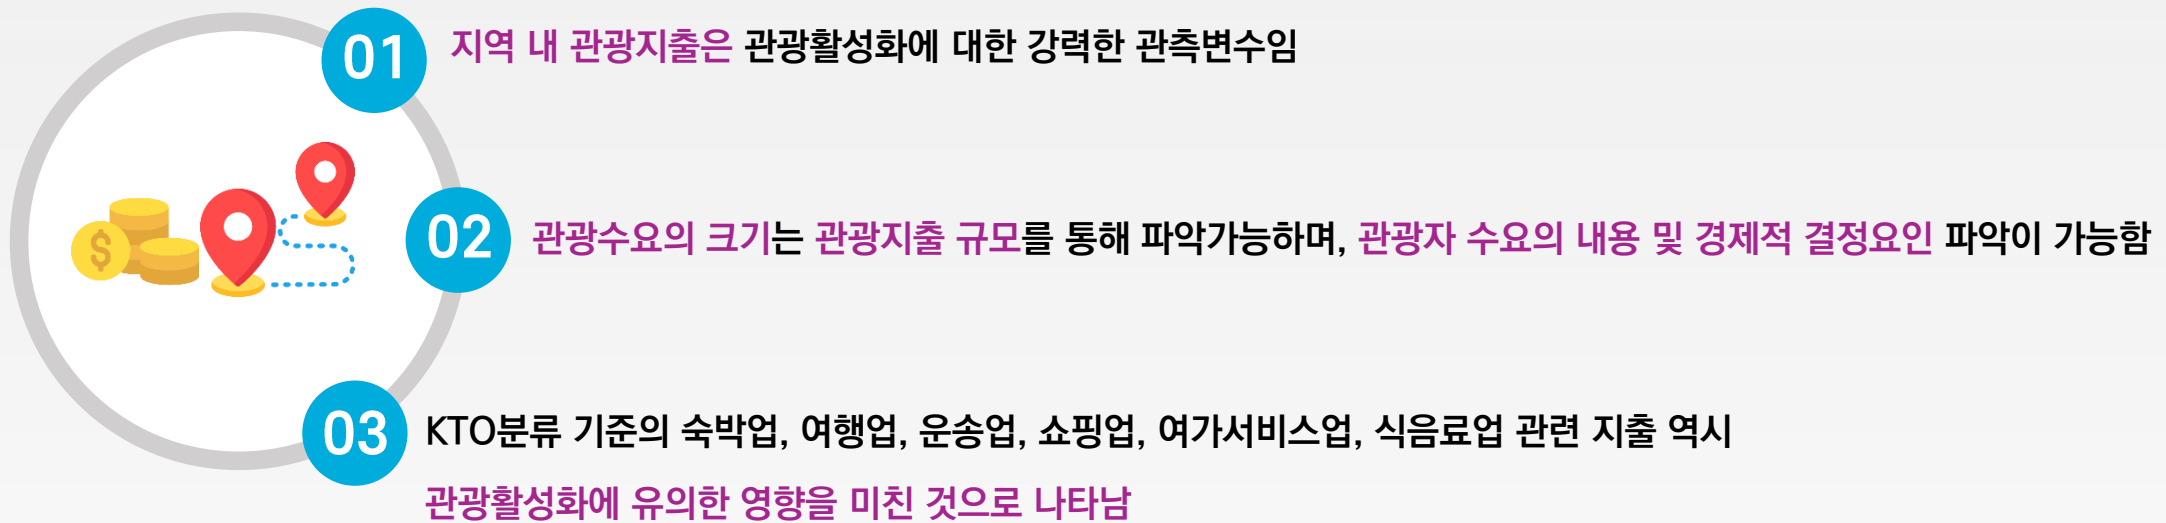 01 지역 내 관광지출은 관광활성화에 대한 강력한 관측변수임
02 관광수요의 크기는 관광지출 규모를 통해 파악가능하며, 관광자 수요의 내용 및 경제적 결정요인 파악이 가능함
03 KTO분류 기준의 숙박업, 여행업, 운송업, 쇼핑업, 여가서비스업, 식음료업 관련 지출 역시
관광활성화에 유의한 영향을 미친 것으로 나타남
$